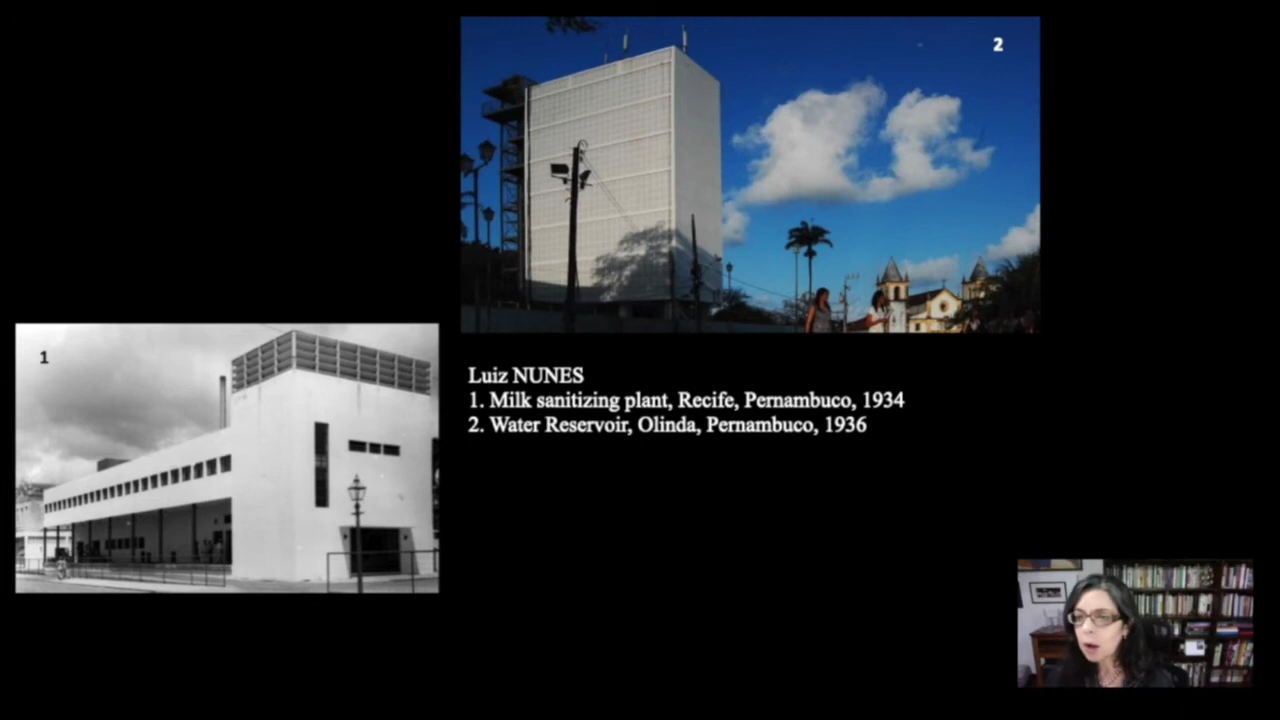 2
1
Luiz NUNES
1. Milk sanitizing plant, Recife, Pernambuco, 1934
2. Water Reservoir, Olinda, Pernambuco, 1936